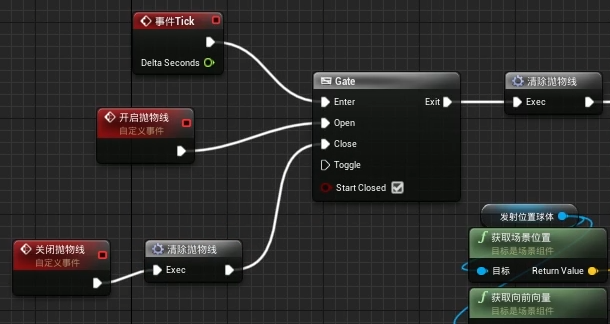 事件Tick
Delta Seconds
开启抛物线
自定义事件
关闭抛物线
自定义事件
清除抛物线
Exec
Gate
Enter
Exit
Open
Close
Toggle
Start Closed
清除抛物线
Exec
发射位置球体
获取场景位置
目标是场景组件
目标
Return Value
获取向前向量
目标是场景组件